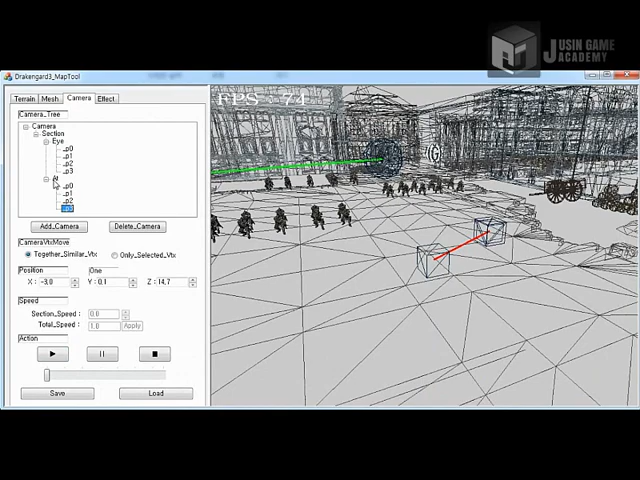 JUSIN GAME
ACADEMY
Drakengard3_MapTool
Terrain Mesh Camera Effect
FPS : 74
Camera_Tree
Camera
Section
Eye
_p0
_p1
_p2
_p3
At
_p0
_p1
_p2
_p3
Add_Camera Delete_Camera
CameraVtxMove
Together_Similar_Vtx Only_Selected_Vtx
Position One
X : -3,0 Y : 0,1 Z : 14,7
Speed
Section_Speed : 0,0
Total_Speed : 1,0 Apply
Action
Save Load